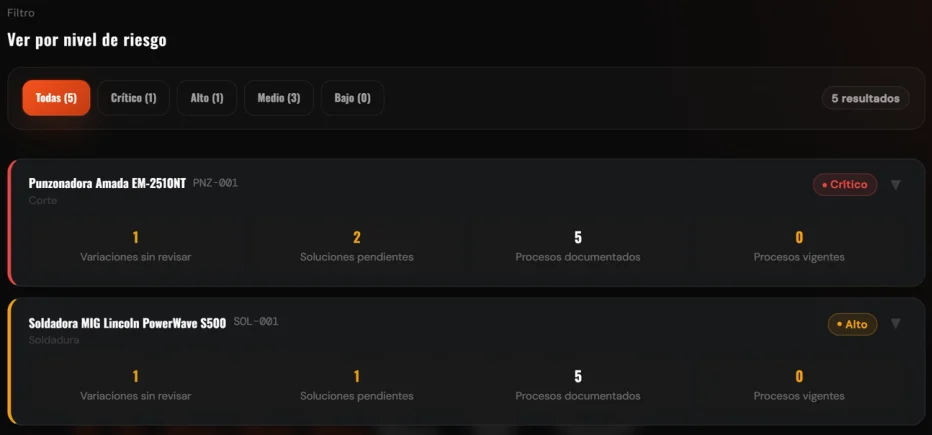 Filtro
Ver por nivel de riesgo
Todas (5) Crítico (1) Alto (1) Medio (3) Bajo (0) 5 resultados
Punzonadora Amada EM-2510NT PNZ-001 Crítico
Corte
1 2 5 0
Variaciones sin revisar Soluciones pendientes Procesos documentados Procesos vigentes
Soldadora MIG Lincoln PowerWave S500 SOL-001 Alto
Soldadura
1 1 5 0
Variaciones sin revisar Soluciones pendientes Procesos documentados Procesos vigentes